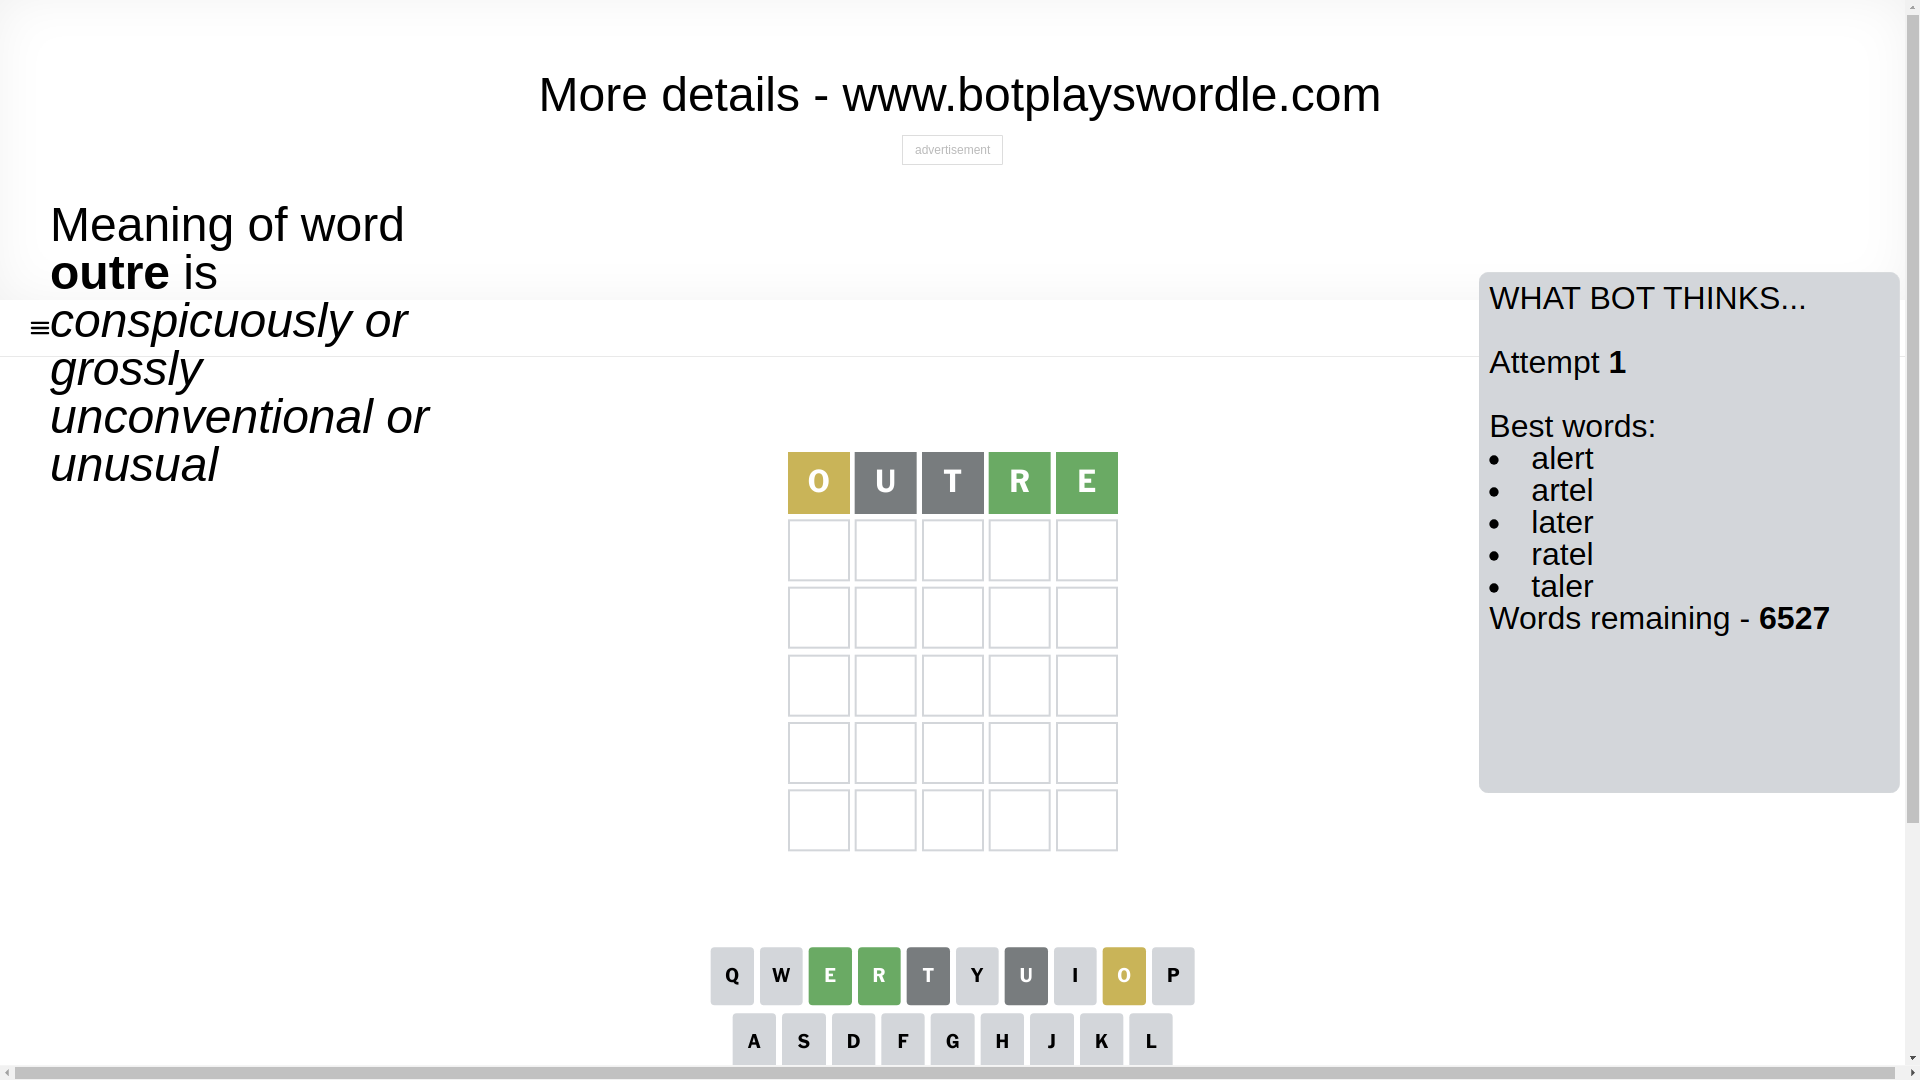 More details - www.botplayswordle.com
advertisement
Meaning of word
outre is
conspicuously or
grossly
unconventional or
unusual
WHAT BOT THINKS...
Attempt 1
Best words:
alert
artel
later
ratel
taler
Words remaining - 6527
O U T R E
Q W E R T Y U I O P
A S D F G H J K L